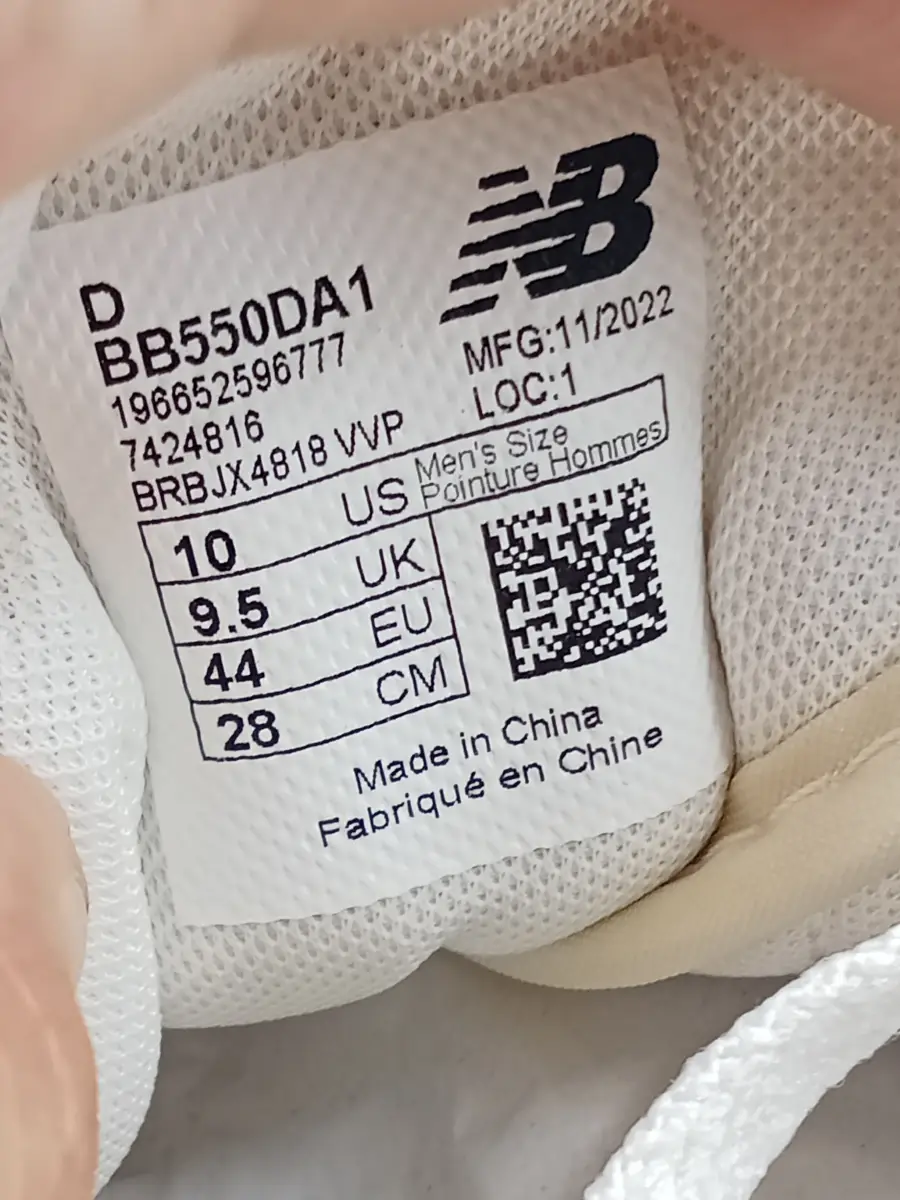 NB
D
BB550DA1
196652596777
7424816
BRBJX4818 VVP
MFG:11/2022
LOC:1
US Men's Size
Pointure Hommes
10
UK
9.5
EU
44
CM
28
Made in China
Fabriqué en Chine